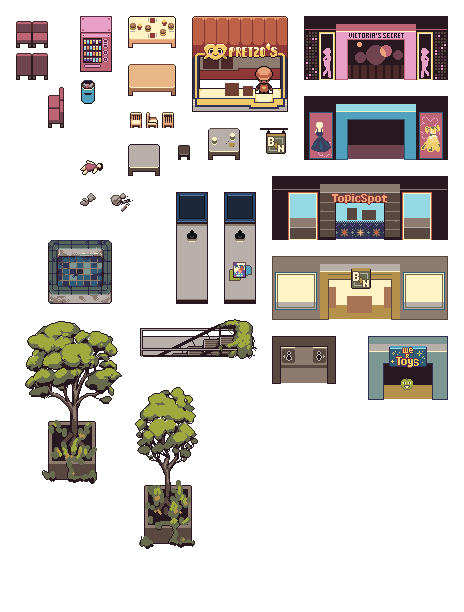 PRETZO'S
VICTORIA'S SECRET
B
N
TopicSpot
B
N
WE
R
Toys